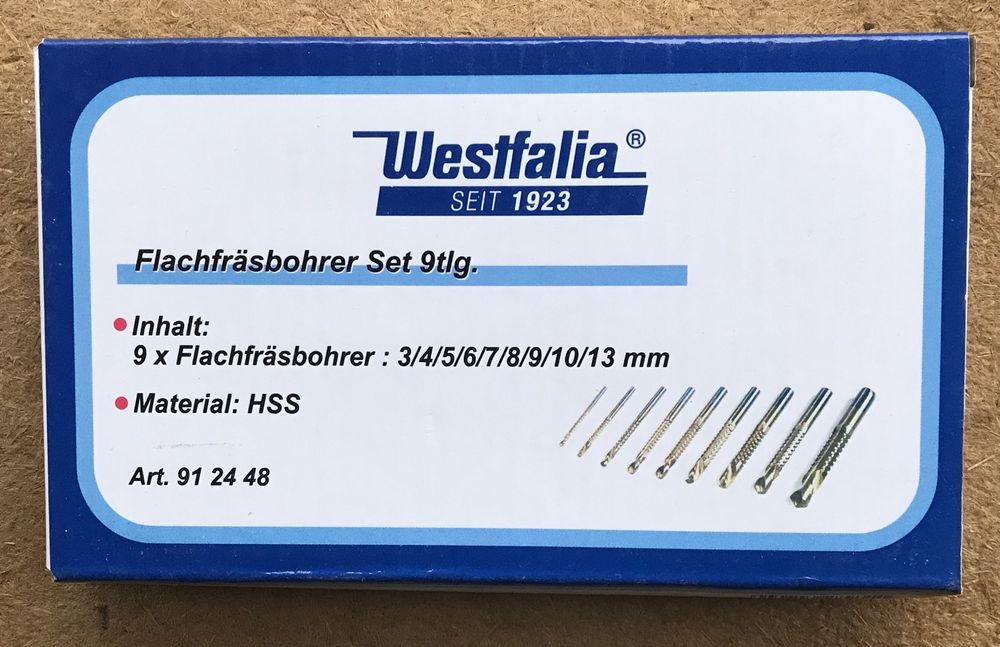 Westfalia®
SEIT 1923
Flachfräsbohrer Set 9tlg.
Inhalt:
9 x Flachfräsbohrer : 3/4/5/6/7/8/9/10/13 mm
Material: HSS
Art. 91 24 48